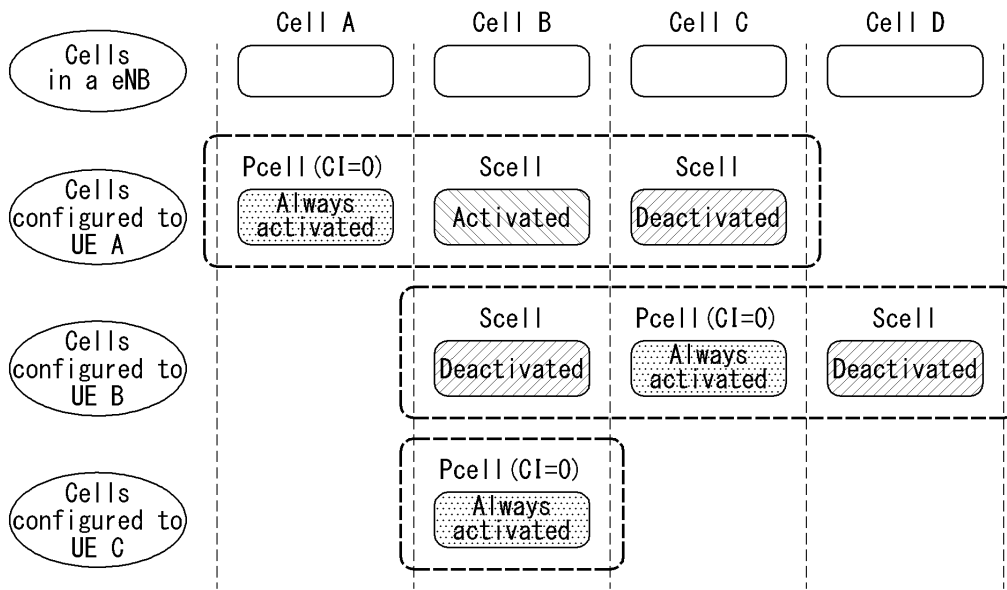 Cell A Cell B Cell C Cell D
Cells
in a eNB
Pcell(CI=0) Scell Scell
Cells
configured to
UE A
Always
activated
Activated
Deactivated
Scell Pcell(CI=0) Scell
Cells
configured to
UE B
Deactivated
Always
activated
Deactivated
Pcell(CI=0)
Cells
configured to
UE C
Always
activated